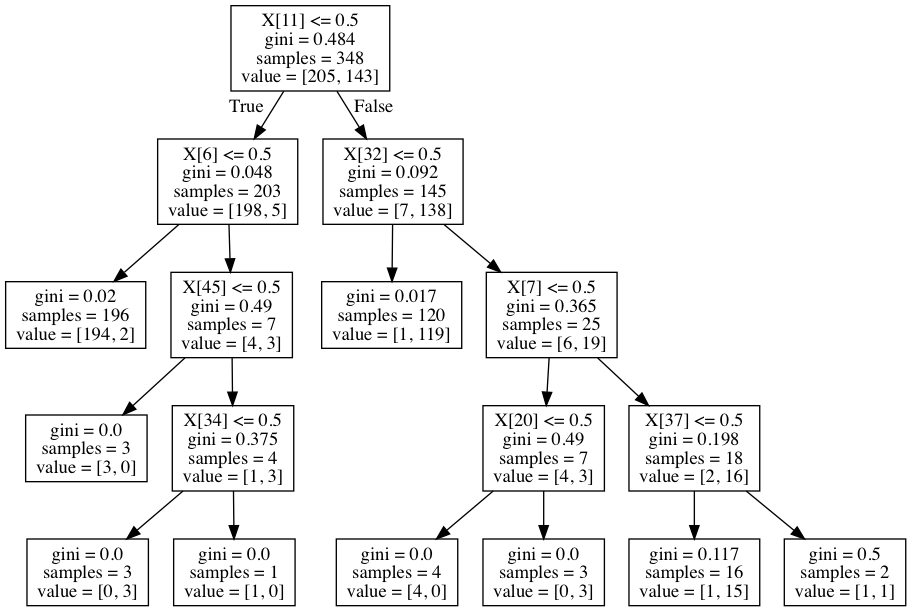 X[11] <= 0.5
gini = 0.484
samples = 348
value = [205, 143]
True
False
X[6] <= 0.5
gini = 0.048
samples = 203
value = [198, 5]
X[32] <= 0.5
gini = 0.092
samples = 145
value = [7, 138]
gini = 0.02
samples = 196
value = [194, 2]
X[45] <= 0.5
gini = 0.49
samples = 7
value = [4, 3]
gini = 0.017
samples = 120
value = [1, 119]
X[7] <= 0.5
gini = 0.365
samples = 25
value = [6, 19]
gini = 0.0
samples = 3
value = [3, 0]
X[34] <= 0.5
gini = 0.375
samples = 4
value = [1, 3]
X[20] <= 0.5
gini = 0.49
samples = 7
value = [4, 3]
X[37] <= 0.5
gini = 0.198
samples = 18
value = [2, 16]
gini = 0.0
samples = 3
value = [0, 3]
gini = 0.0
samples = 1
value = [1, 0]
gini = 0.0
samples = 4
value = [4, 0]
gini = 0.0
samples = 3
value = [0, 3]
gini = 0.117
samples = 16
value = [1, 15]
gini = 0.5
samples = 2
value = [1, 1]